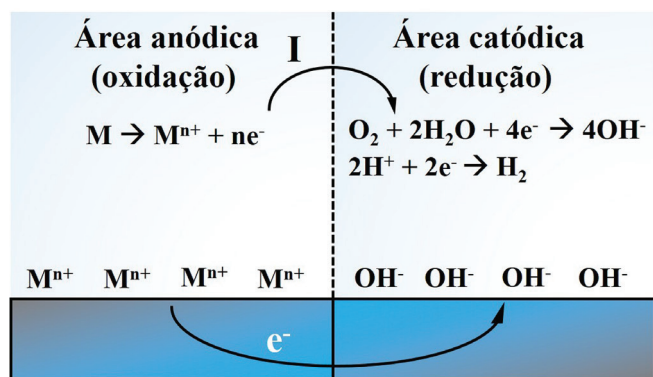 Área anódica
(oxidação)
M → Mⁿ⁺ + ne⁻
I
Área catódica
(redução)
O₂ + 2H₂O + 4e⁻ → 4OH⁻
2H⁺ + 2e⁻ → H₂
Mⁿ⁺ Mⁿ⁺ Mⁿ⁺ Mⁿ⁺ OH⁻ OH⁻ OH⁻ OH⁻
e⁻